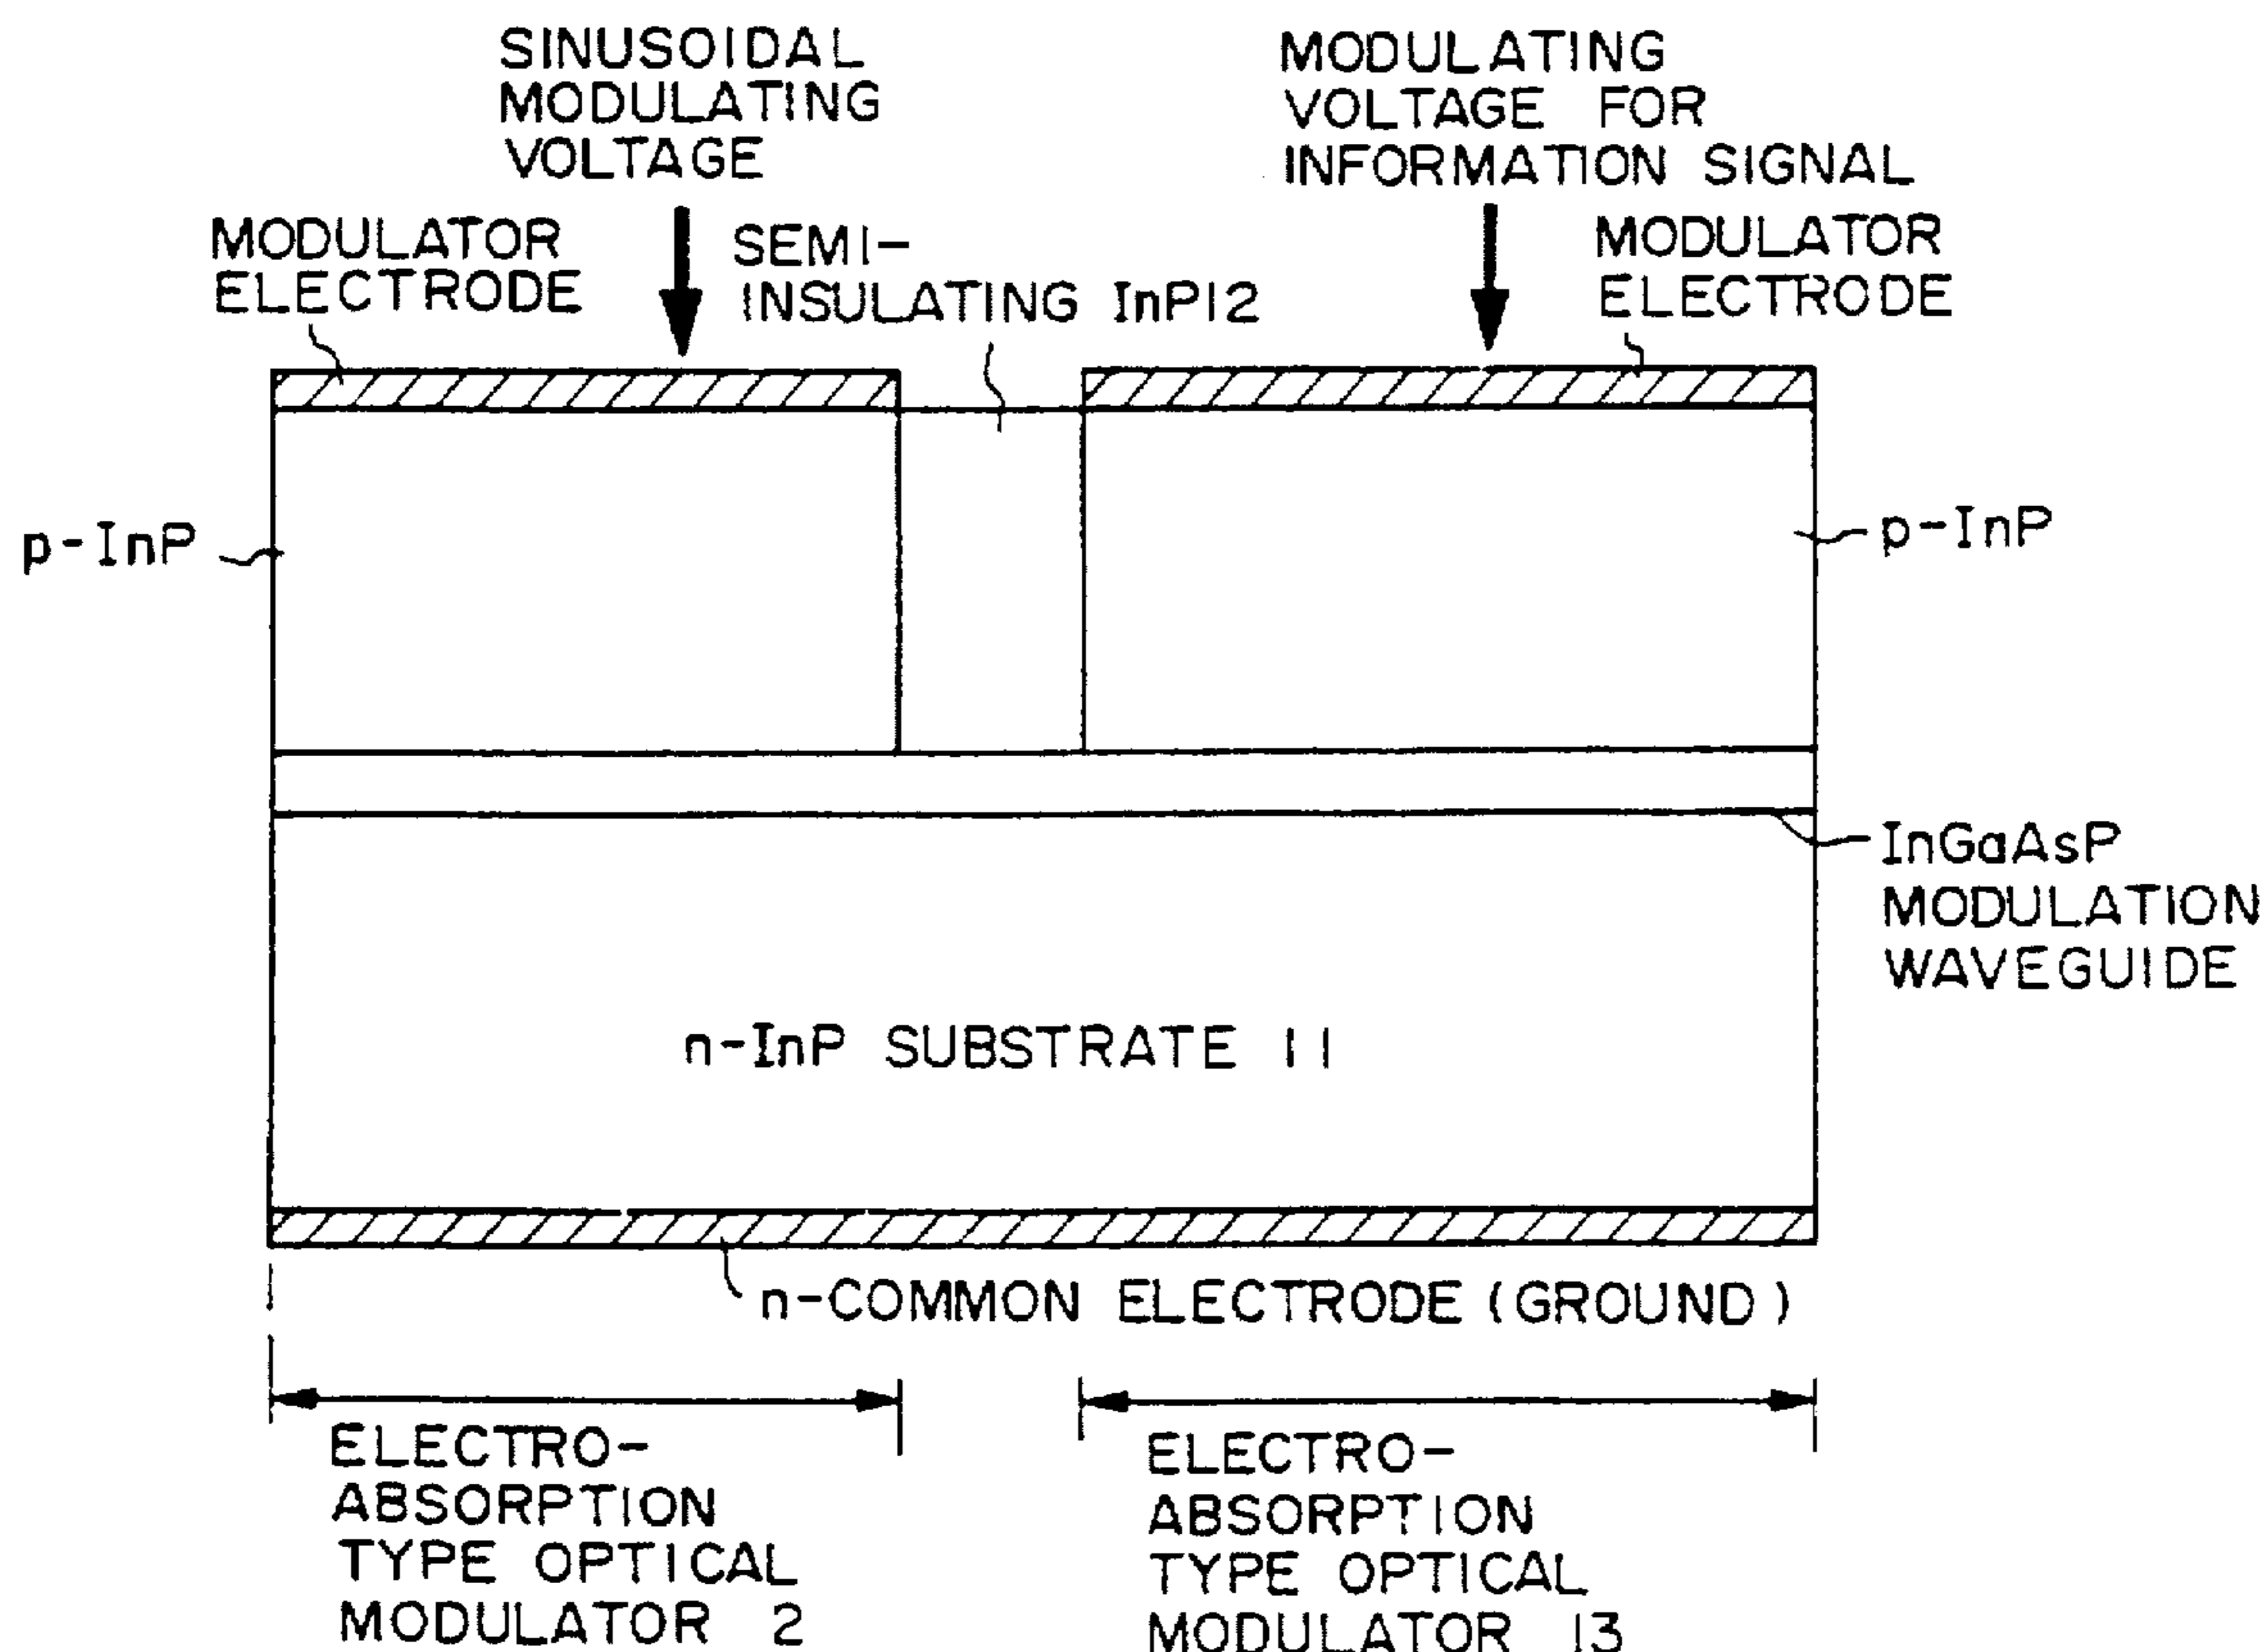 SINUSOIDAL
MODULATING
VOLTAGE
MODULATING
VOLTAGE FOR
INFORMATION SIGNAL
MODULATOR
ELECTRODE
SEMI-
INSULATING InP12
MODULATOR
ELECTRODE
p-InP
p-InP
InGaAsP
MODULATION
WAVEGUIDE
n-InP SUBSTRATE 11
n-COMMON ELECTRODE (GROUND)
ELECTRO-
ABSORPTION
TYPE OPTICAL
MODULATOR 2
ELECTRO-
ABSORPTION
TYPE OPTICAL
MODULATOR 13